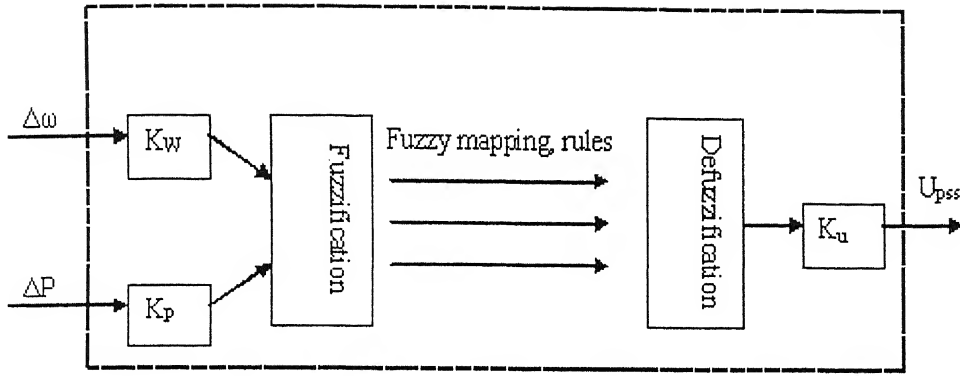 Δω
Kw
Fuzzification
Fuzzy mapping, rules
Defuzzification
Upss
Ku
ΔP
Kp